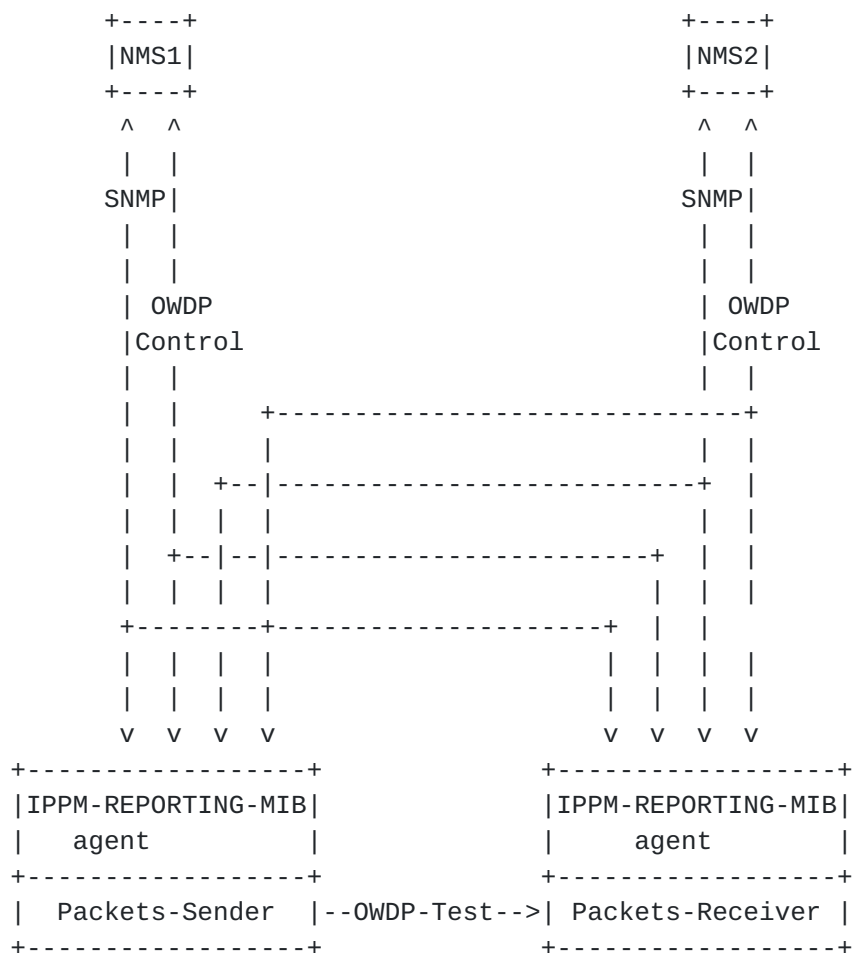 +----+                               +----+
|NMS1|                               |NMS2|
+----+                               +----+
 ^  ^                                 ^  ^
 |  |                                 |  |
SNMP|                                SNMP|
 |  |                                 |  |
 |  |                                 |  |
 | OWDP                               | OWDP
 |Control                             |Control
 |  |                                 |  |
 |  |     +------------------------------+
 |  |     |                           |  |
 |  |  +--|---------------------------+  |
 |  |  |  |                           |  |
 |  +--|--|------------------------+  |  |
 |  |  |  |                        |  |  |
 +--------+---------------------+  |  |
 |  |  |  |                     |  |  |  |
 |  |  |  |                     |  |  |  |
 v  v  v  v                     v  v  v  v
+------------------+              +------------------+
|IPPM-REPORTING-MIB|              |IPPM-REPORTING-MIB|
|   agent          |              |     agent        |
+------------------+              +------------------+
|  Packets-Sender  |--OWDP-Test-->| Packets-Receiver |
+------------------+              +------------------+